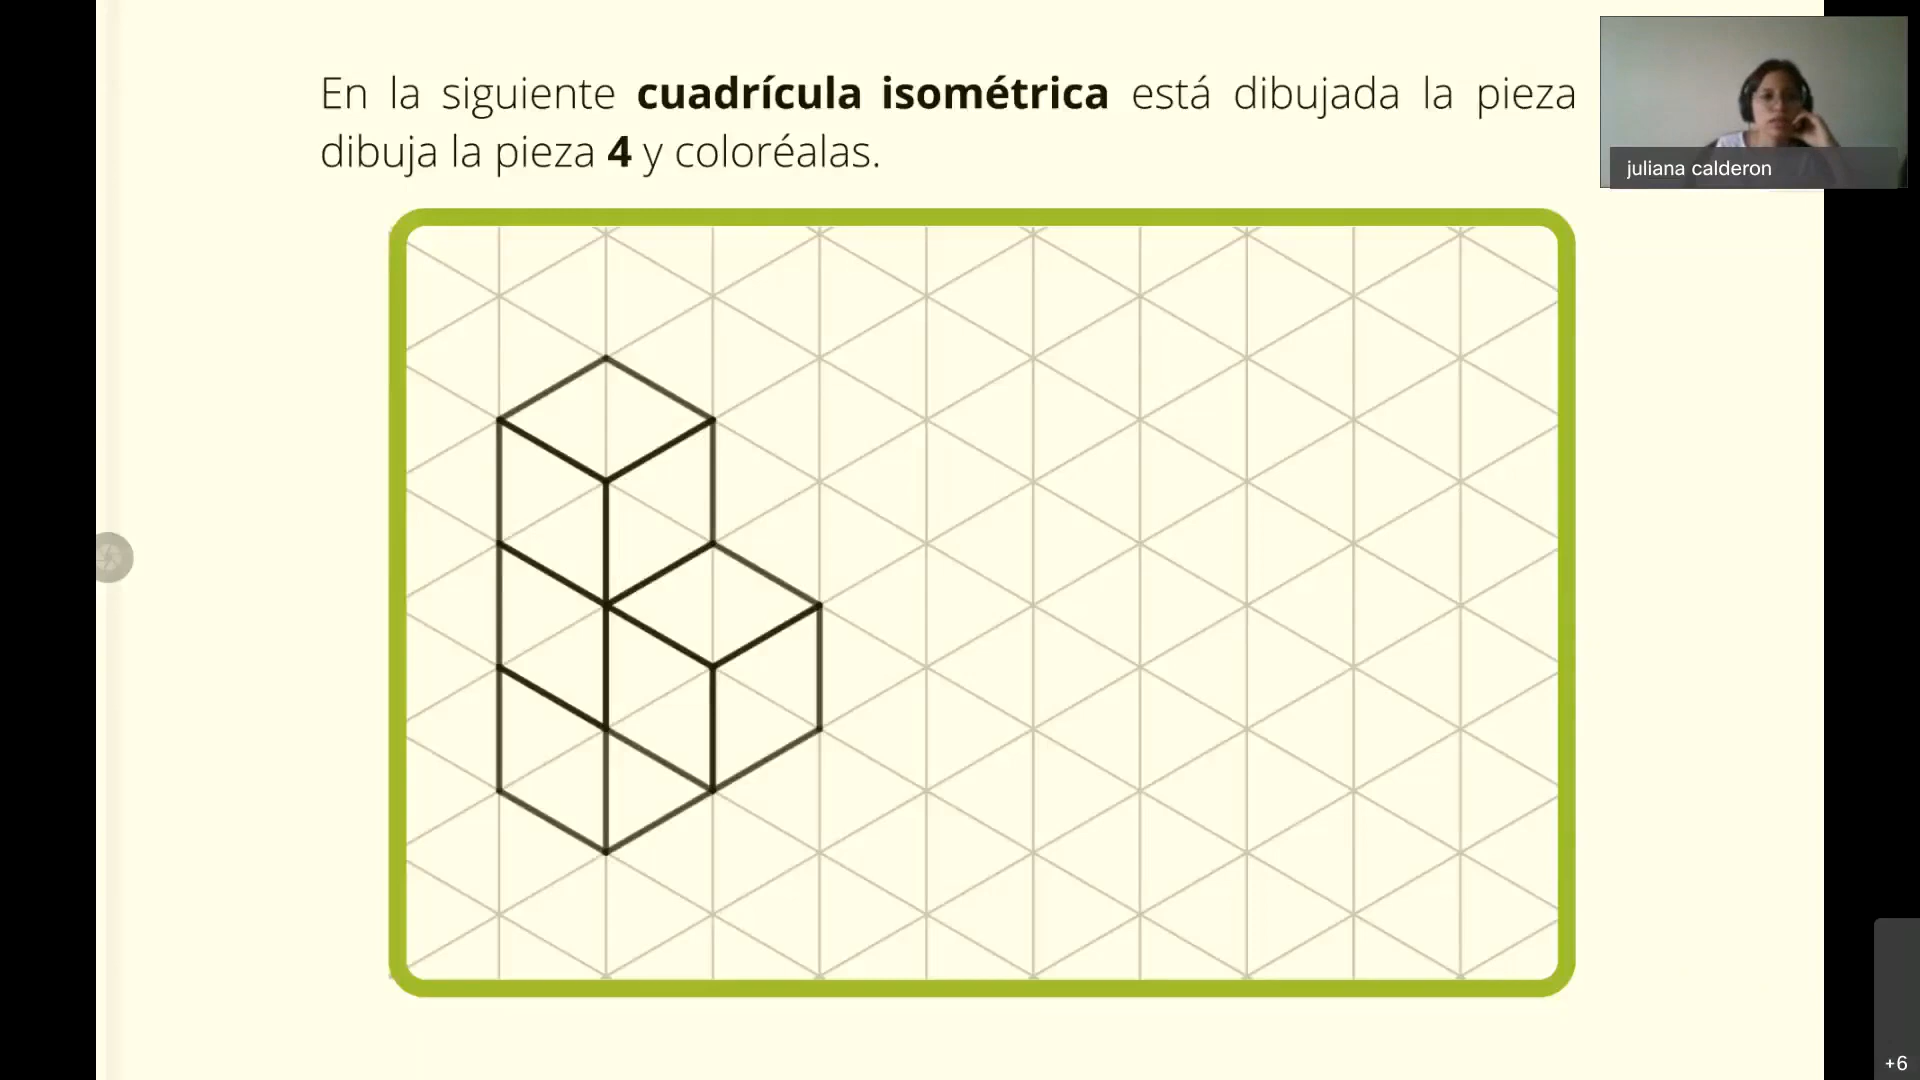 En la siguiente cuadrícula isométrica está dibujada la pieza
dibuja la pieza 4 y coloréalas.
juliana calderon
+6